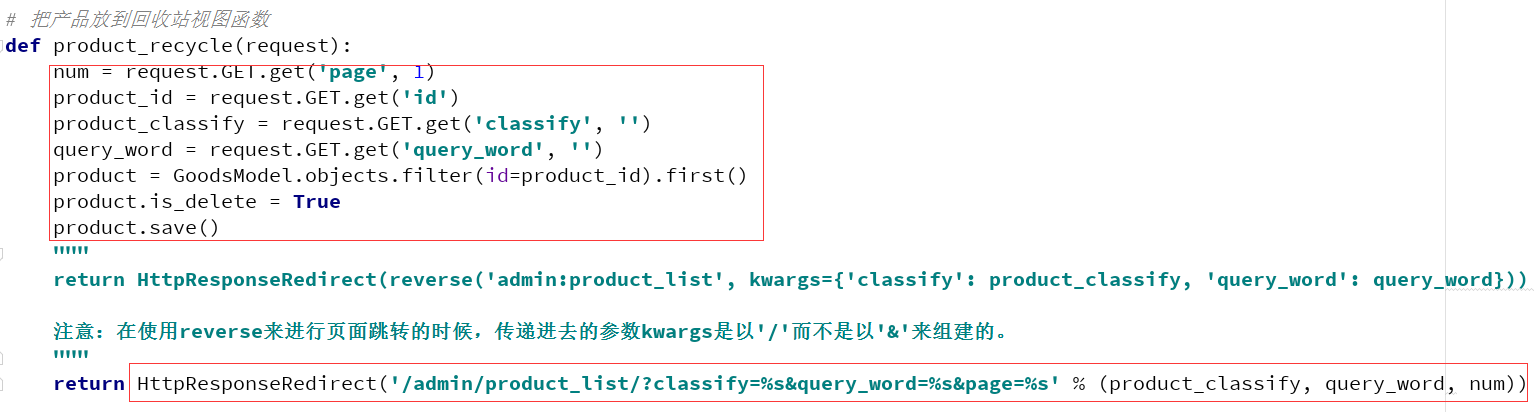 # 把产品放到回收站视图函数
def product_recycle(request):
num = request.GET.get('page', 1)
product_id = request.GET.get('id')
product_classify = request.GET.get('classify', '')
query_word = request.GET.get('query_word', '')
product = GoodsModel.objects.filter(id=product_id).first()
product.is_delete = True
product.save()
"""
return HttpResponseRedirect(reverse('admin:product_list', kwargs={'classify': product_classify, 'query_word': query_word}))
注意：在使用reverse来进行页面跳转的时候，传递进去的参数kwargs是以'/'而不是以'&'来组建的。
"""
return HttpResponseRedirect('/admin/product_list/?classify=%s&query_word=%s&page=%s' % (product_classify, query_word, num))